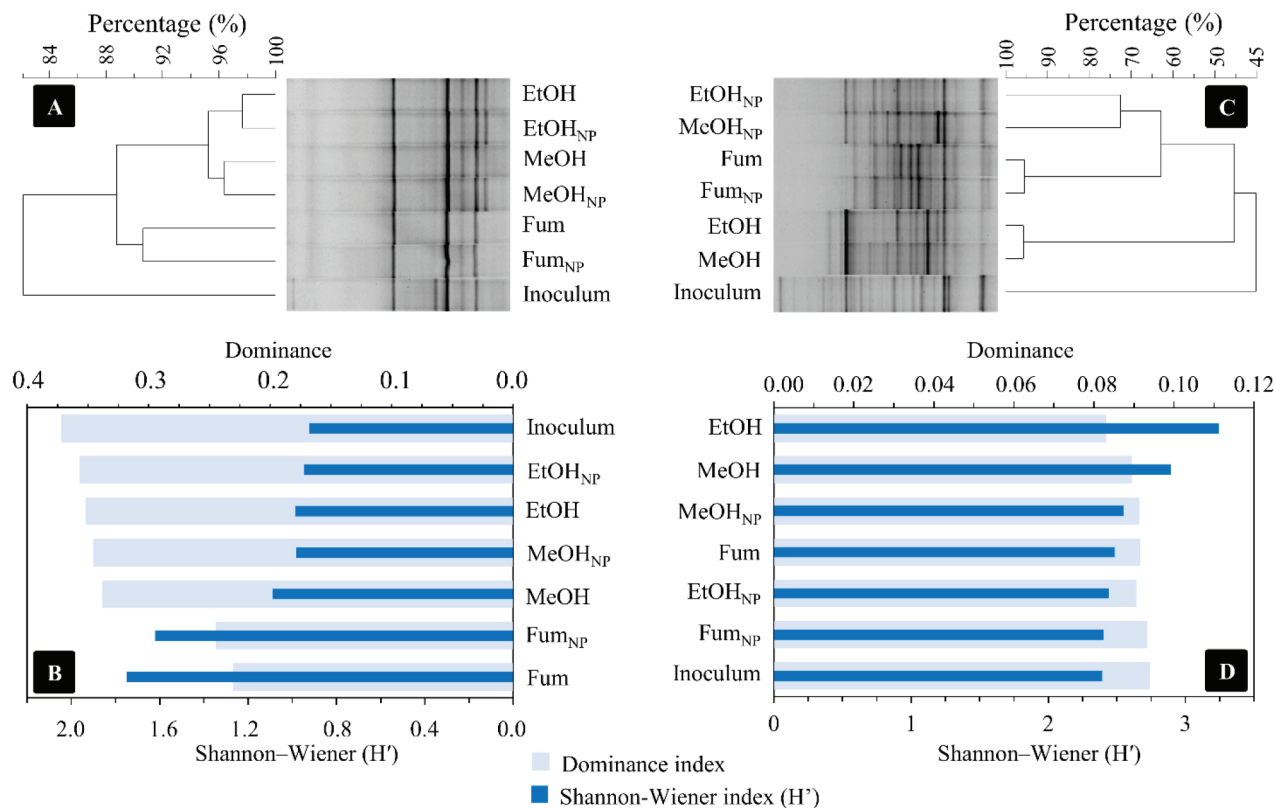 Percentage (%)
84 88 92 96 100
A
EtOH
EtOH_NP
MeOH
MeOH_NP
Fum
Fum_NP
Inoculum
Percentage (%)
100 90 80 70 60 50 45
C
EtOH_NP
MeOH_NP
Fum
Fum_NP
EtOH
MeOH
Inoculum
Dominance
0.4 0.3 0.2 0.1 0.0
Inoculum
EtOH_NP
EtOH
MeOH_NP
MeOH
Fum_NP
Fum
B
2.0 1.6 1.2 0.8 0.4 0.0
Shannon–Wiener (H′)
Dominance
0.00 0.02 0.04 0.06 0.08 0.10 0.12
EtOH
MeOH
MeOH_NP
Fum
EtOH_NP
Fum_NP
Inoculum
D
0 1 2 3
Shannon–Wiener (H′)
Dominance index
Shannon-Wiener index (H’)